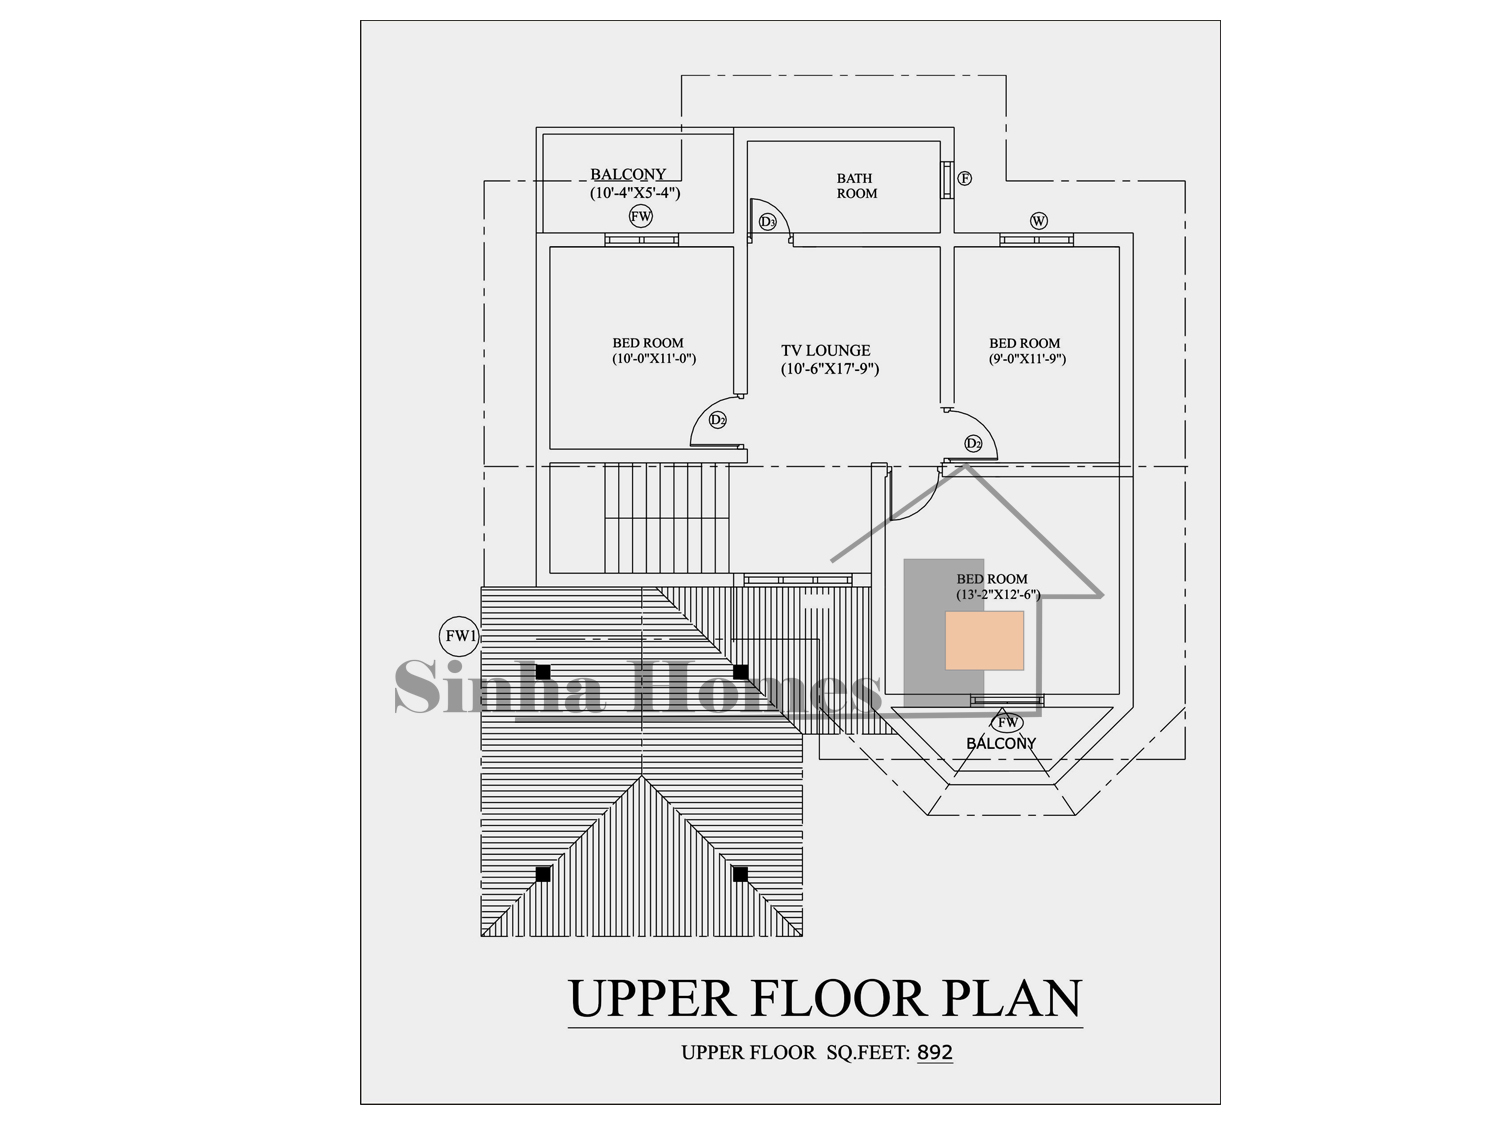 BALCONY
(10'-4"X5'-4")
FW
BATH
ROOM
F
D3
W
BED ROOM
(10'-0"X11'-0")
TV LOUNGE
(10'-6"X17'-9")
BED ROOM
(9'-0"X11'-9")
D2
D2
BED ROOM
(13'-2"X12'-6")
FW1
Sinha Homes
FW
BALCONY
UPPER FLOOR PLAN
UPPER FLOOR SQ.FEET: 892